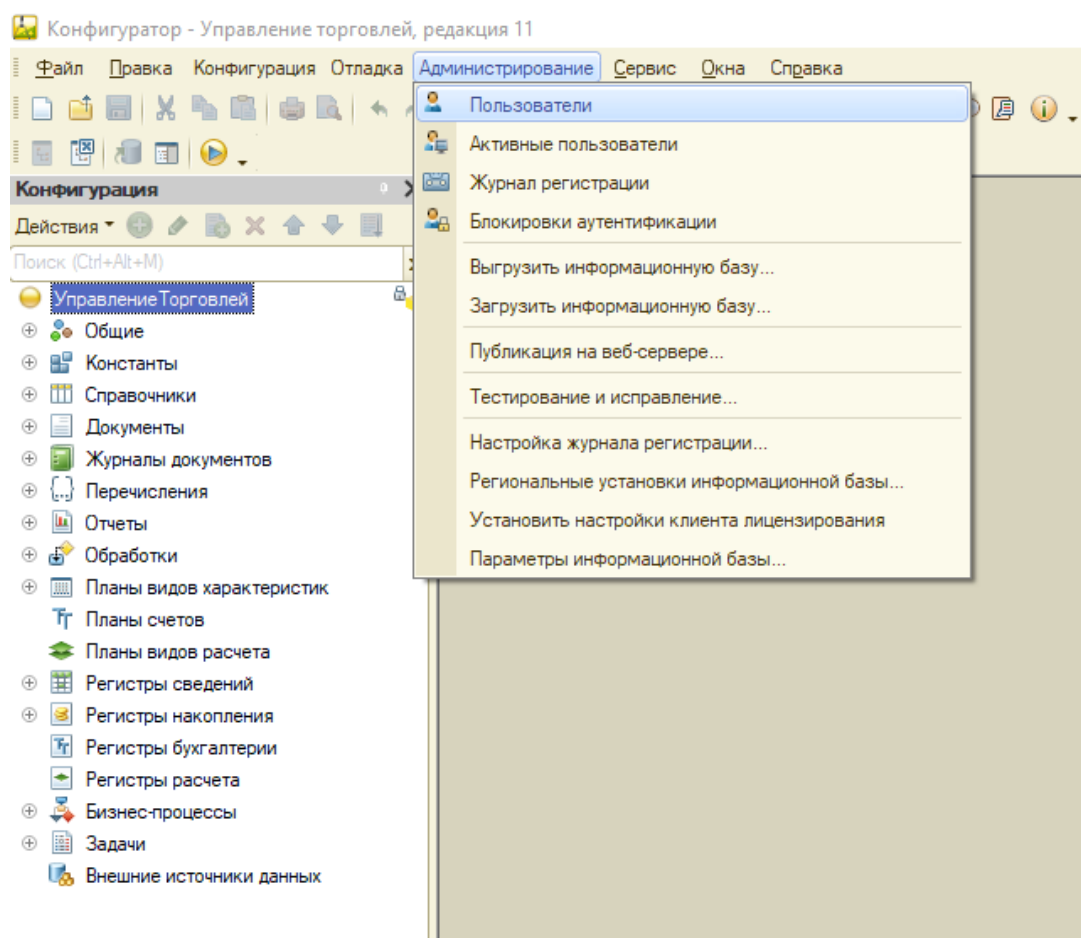 Конфигуратор - Управление торговлей, редакция 11
Файл Правка Конфигурация Отладка Администрирование Сервис Окна Справка
Пользователи
Активные пользователи
Журнал регистрации
Блокировки аутентификации
Выгрузить информационную базу...
Загрузить информационную базу...
Публикация на веб-сервере...
Тестирование и исправление...
Настройка журнала регистрации...
Региональные установки информационной базы...
Установить настройки клиента лицензирования
Параметры информационной базы...
Конфигурация
Действия
Поиск (Ctrl+Alt+M)
УправлениеТорговлей
Общие
Константы
Справочники
Документы
Журналы документов
Перечисления
Отчеты
Обработки
Планы видов характеристик
Планы счетов
Планы видов расчета
Регистры сведений
Регистры накопления
Регистры бухгалтерии
Регистры расчета
Бизнес-процессы
Задачи
Внешние источники данных